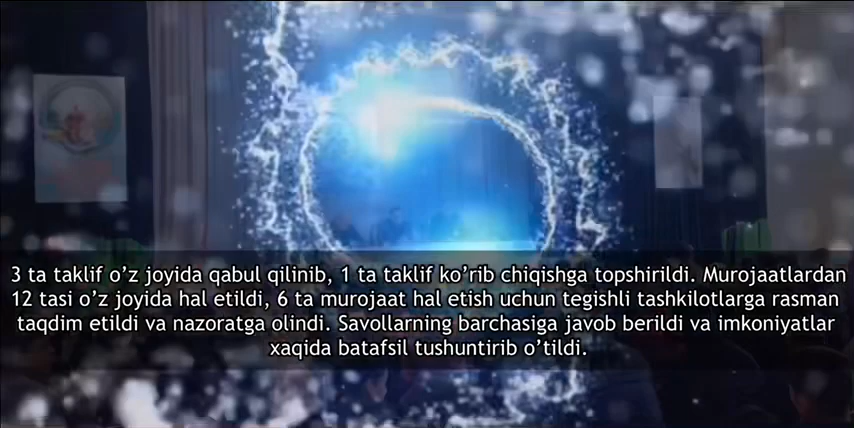 3 ta taklif o’z joyida qabul qilinib, 1 ta taklif ko’rib chiqishga topshirildi. Murojaatlardan
12 tasi o’z joyida hal etildi, 6 ta murojaat hal etish uchun tegishli tashkilotlarga rasman
taqdim etildi va nazoratga olindi. Savollarning barchasiga javob berildi va imkoniyatlar
xaqida batafsil tushuntirib o’tildi.